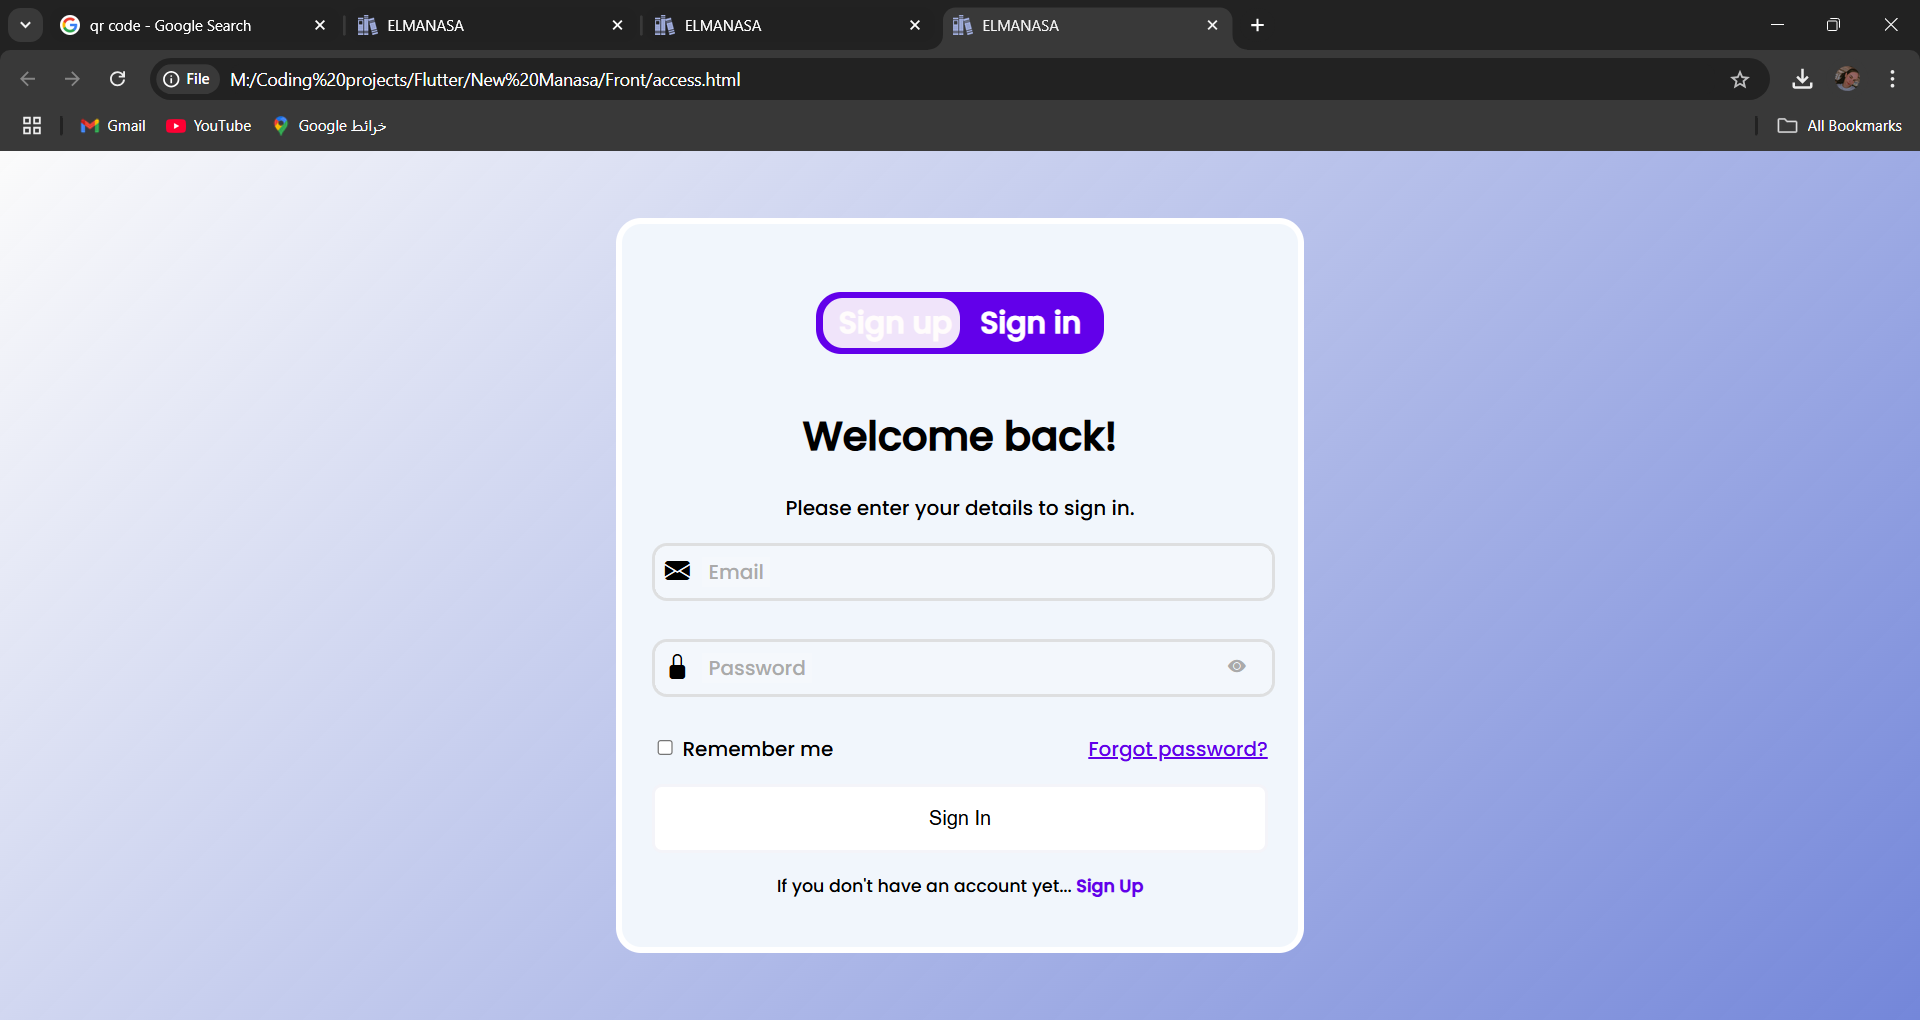 qr code - Google Search
ELMANASA
ELMANASA
ELMANASA
File
M:/Coding%20projects/Flutter/New%20Manasa/Front/access.html
Gmail
YouTube
Google خرائط
All Bookmarks
Sign up
Sign in
Welcome back!
Please enter your details to sign in.
Email
Password
Remember me
Forgot password?
Sign In
If you don't have an account yet... Sign Up